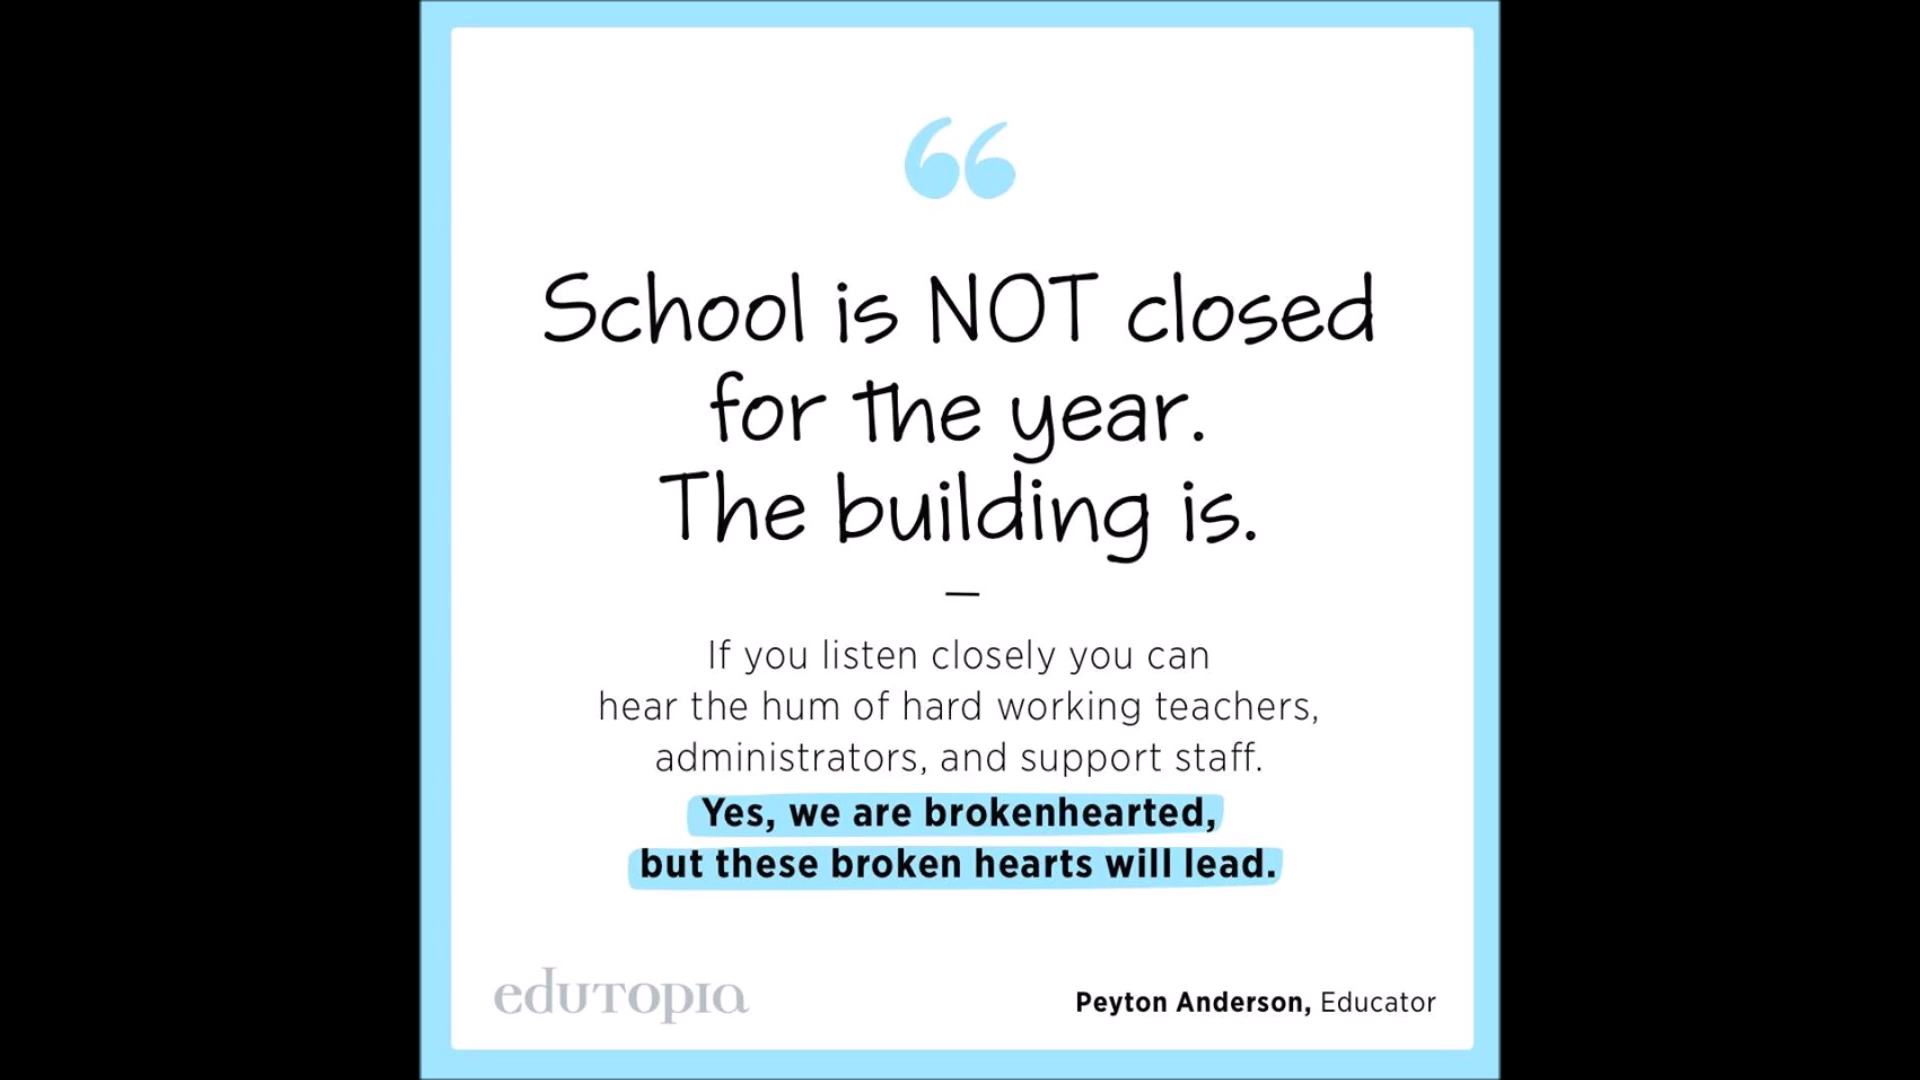 School is NOT closed
for the year.
The building is.
—
If you listen closely you can
hear the hum of hard working teachers,
administrators, and support staff.
Yes, we are brokenhearted,
but these broken hearts will lead.
edutopia
Peyton Anderson, Educator